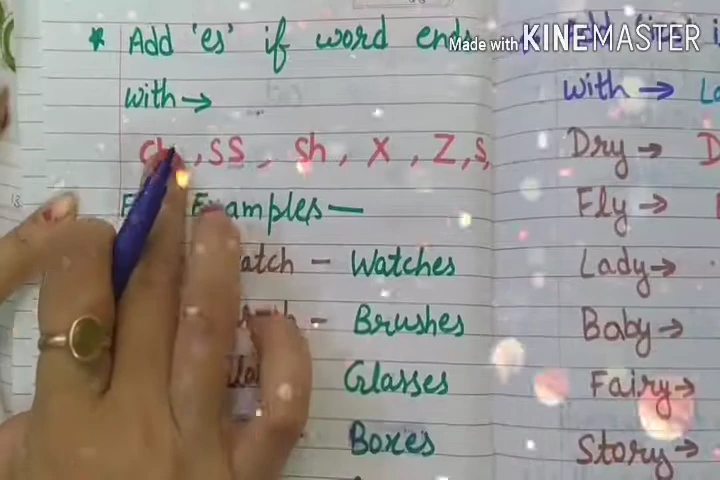 * Add 'es' if word ends
with →
ch, ss, sh, x, z, s,
Examples —
Watches
Brushes
Glasses
Boxes
with →
Dry →
Fly →
Lady →
Baby →
Fairy →
Story →
Made with KINEMASTER